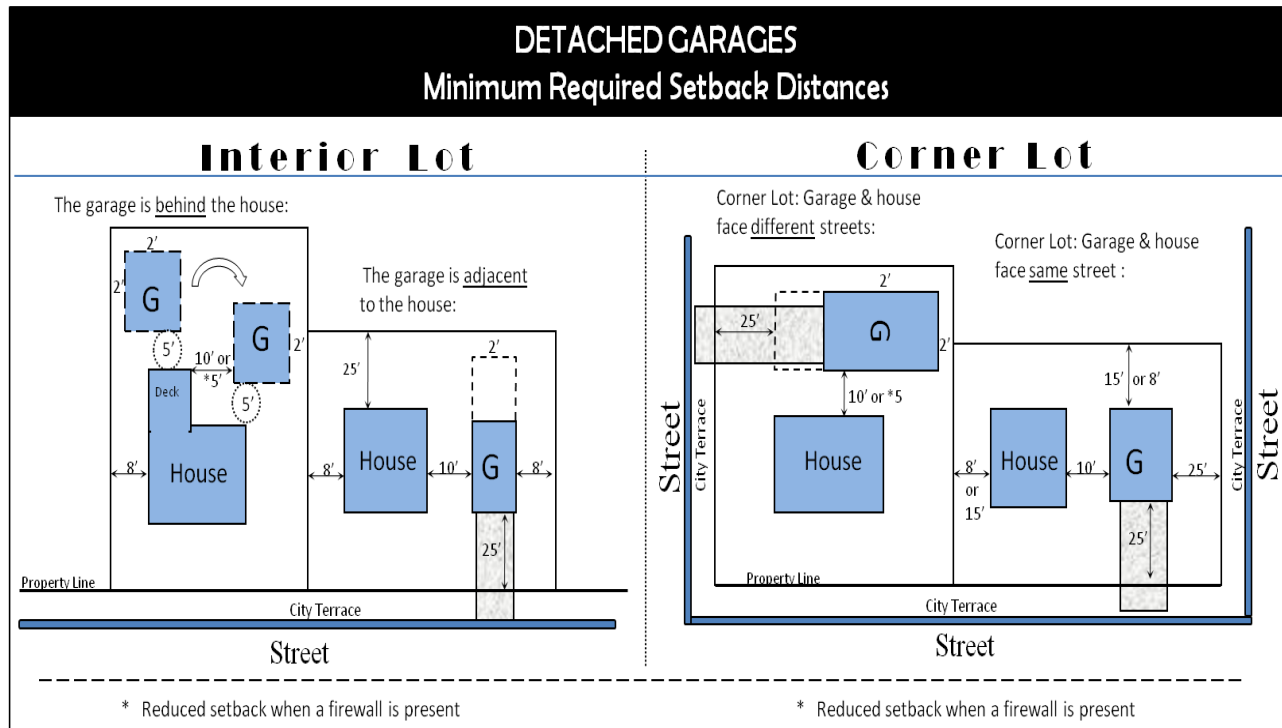 DETACHED GARAGES
Minimum Required Setback Distances
Interior Lot
The garage is behind the house:
2'
2'
G
5'
10' or
*5'
G
2'
5'
Deck
8'
House
The garage is adjacent
to the house:
25'
2'
8'
House
10'
G
8'
25'
Property Line
City Terrace
Street
* Reduced setback when a firewall is present
Corner Lot
Corner Lot: Garage & house
face different streets:
25'
2'
G
2'
10' or *5
House
Street
City Terrace
Corner Lot: Garage & house
face same street :
15' or 8'
8'
or
15'
House
10'
G
25'
25'
City Terrace
Street
Property Line
City Terrace
Street
* Reduced setback when a firewall is present